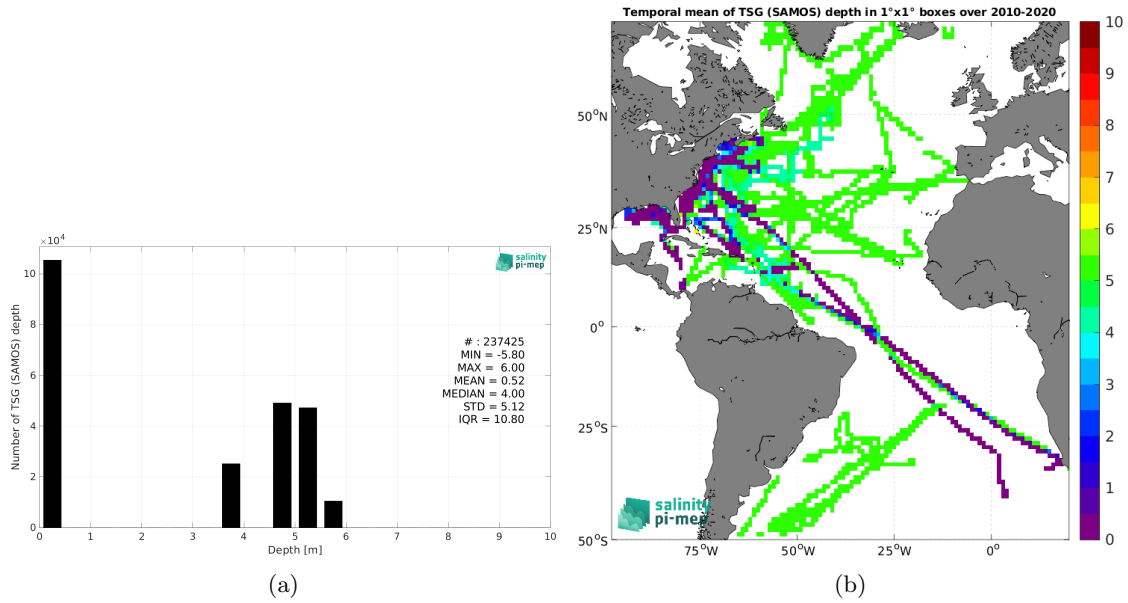 ×10⁴
10
8
6
4
2
0
0 1 2 3 4 5 6 7 8 9 10
Number of TSG (SAMOS) depth
Depth [m]
salinity
pi-mep
# : 237425
MIN = -5.80
MAX = 6.00
MEAN = 0.52
MEDIAN = 4.00
STD = 5.12
IQR = 10.80
(a)
Temporal mean of TSG (SAMOS) depth in 1°x1° boxes over 2010-2020
50°N
25°N
0°
25°S
50°S
75°W 50°W 25°W 0°
salinity
pi-mep
10
9
8
7
6
5
4
3
2
1
0
(b)